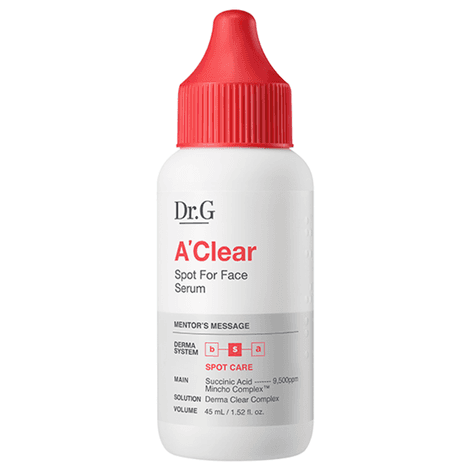 Dr.G
A'Clear
Spot For Face
Serum
MENTOR'S MESSAGE
DERMA
SYSTEM
b s a
SPOT CARE
MAIN Succinic Acid 9,500ppm
Mincho Complex™
SOLUTION Derma Clear Complex
VOLUME 45 mL / 1.52 fl. oz.